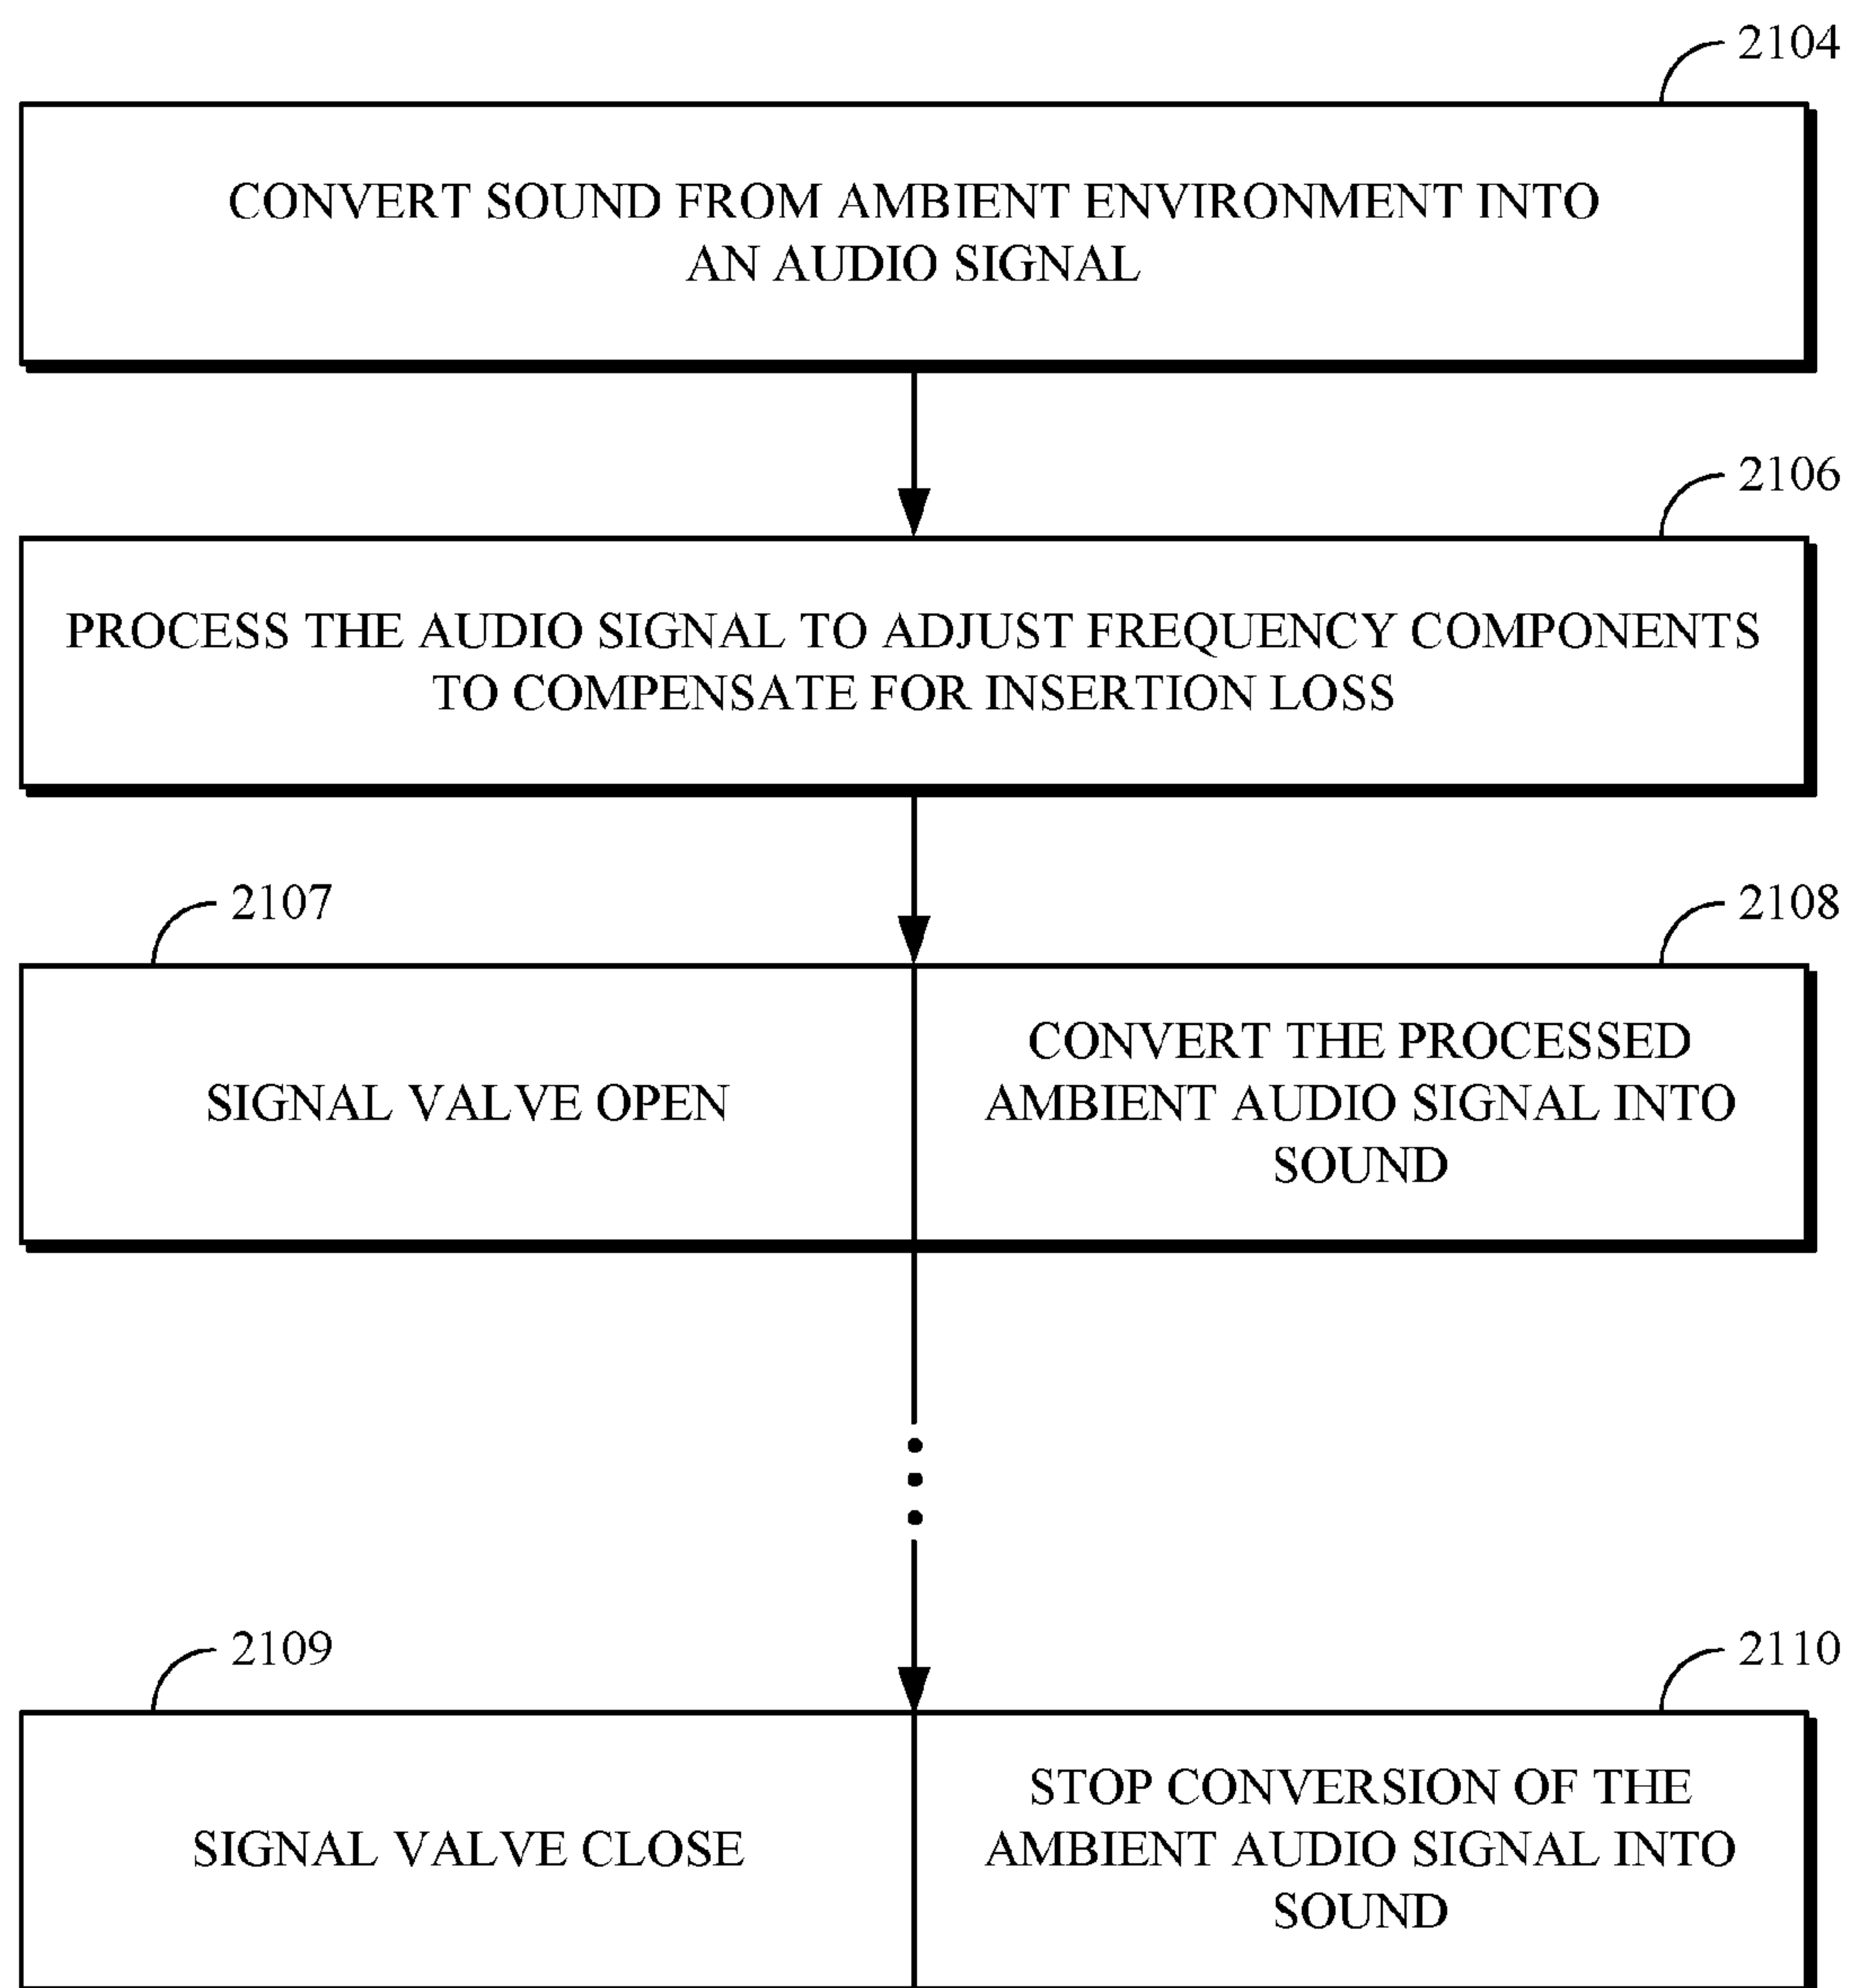 2104
CONVERT SOUND FROM AMBIENT ENVIRONMENT INTO
AN AUDIO SIGNAL
2106
PROCESS THE AUDIO SIGNAL TO ADJUST FREQUENCY COMPONENTS
TO COMPENSATE FOR INSERTION LOSS
2107
SIGNAL VALVE OPEN
2108
CONVERT THE PROCESSED
AMBIENT AUDIO SIGNAL INTO
SOUND
2109
SIGNAL VALVE CLOSE
2110
STOP CONVERSION OF THE
AMBIENT AUDIO SIGNAL INTO
SOUND